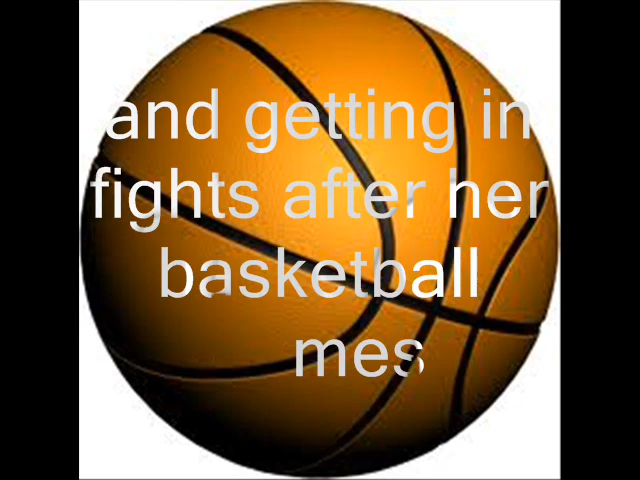 and getting in
fights after her
basketball
mes